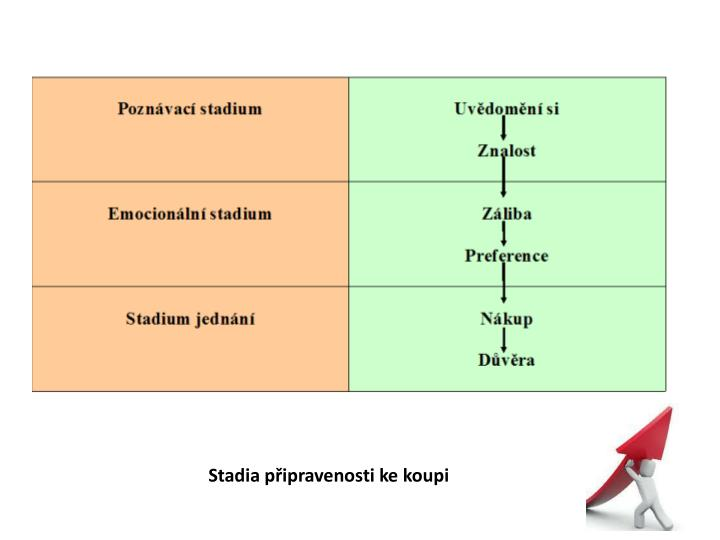 Poznávací stadium
Uvědomění si
Znalost
Emocionální stadium
Záliba
Preference
Stadium jednání
Nákup
Důvěra
Stadia připravenosti ke koupi